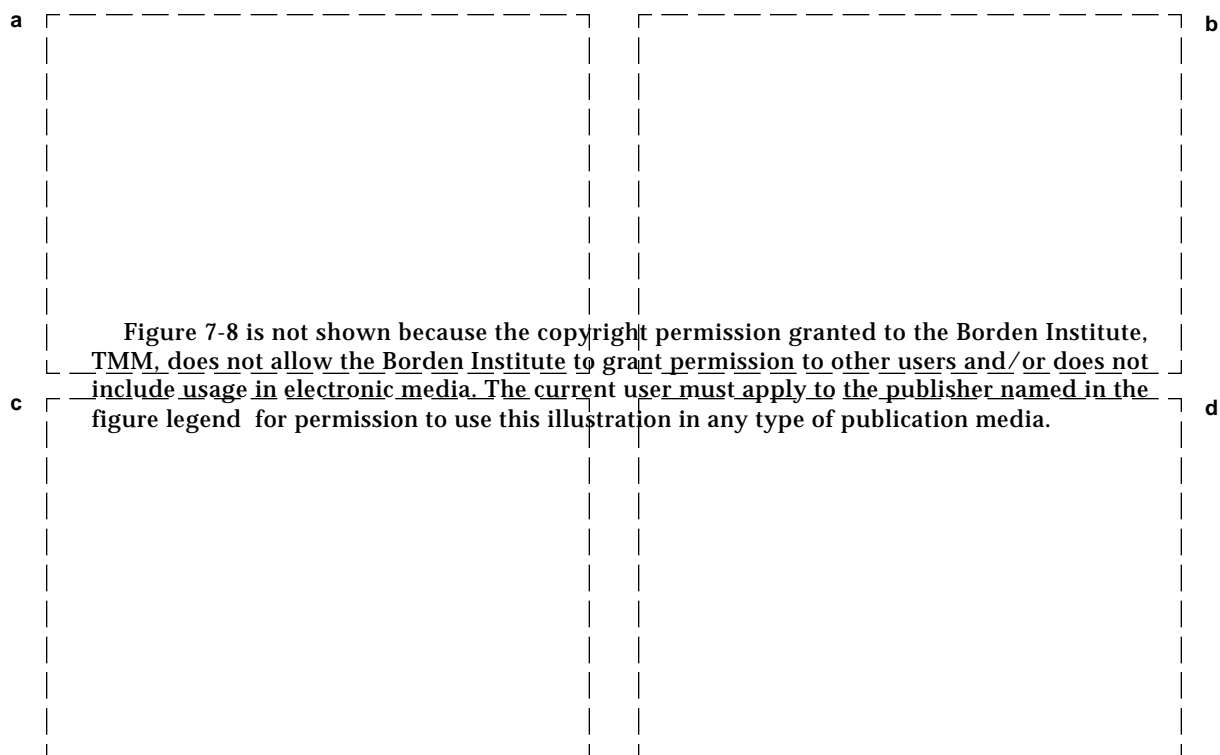 a
b
Figure 7-8 is not shown because the copyright permission granted to the Borden Institute,
TMM, does not allow the Borden Institute to grant permission to other users and/or does not
include usage in electronic media. The current user must apply to the publisher named in the
figure legend for permission to use this illustration in any type of publication media.
c
d